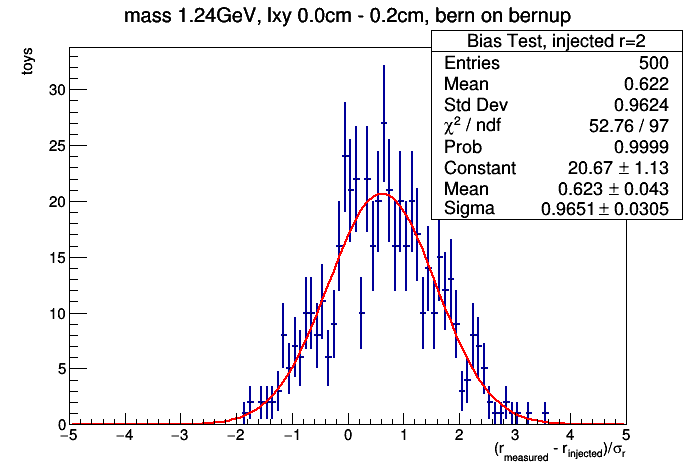 mass 1.24GeV, lxy 0.0cm - 0.2cm, bern on bernup
toys
Bias Test, injected r=2
Entries 500
Mean 0.622
Std Dev 0.9624
χ² / ndf 52.76 / 97
Prob 0.9999
Constant 20.67 ± 1.13
Mean 0.623 ± 0.043
Sigma 0.9651 ± 0.0305
30
25
20
15
10
5
0
−5 −4 −3 −2 −1 0 1 2 3 4 5
(r_measured - r_injected)/σ_r